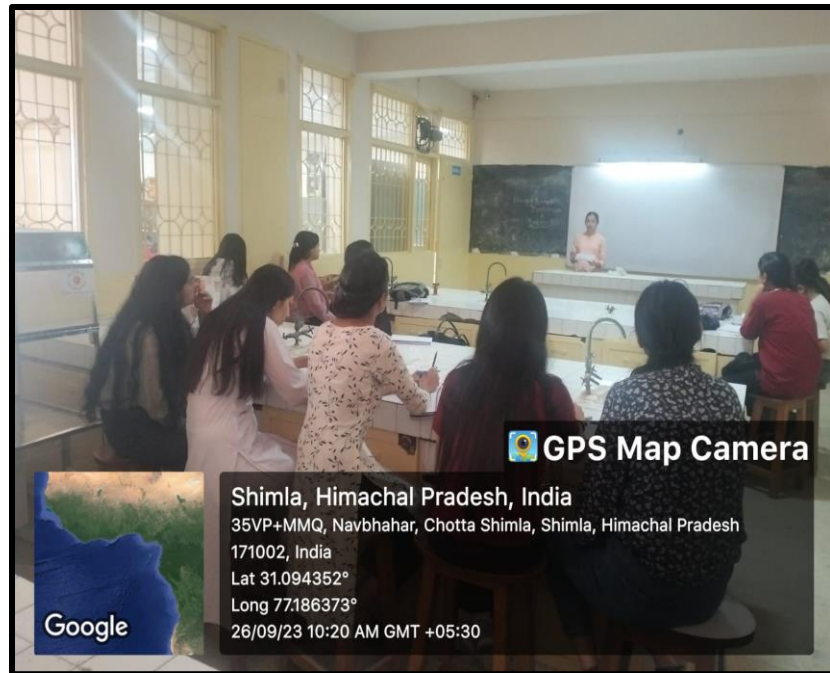 GPS Map Camera
Shimla, Himachal Pradesh, India
35VP+MMQ, Navbhahar, Chotta Shimla, Shimla, Himachal Pradesh
171002, India
Lat 31.094352°
Long 77.186373°
26/09/23 10:20 AM GMT +05:30
Google